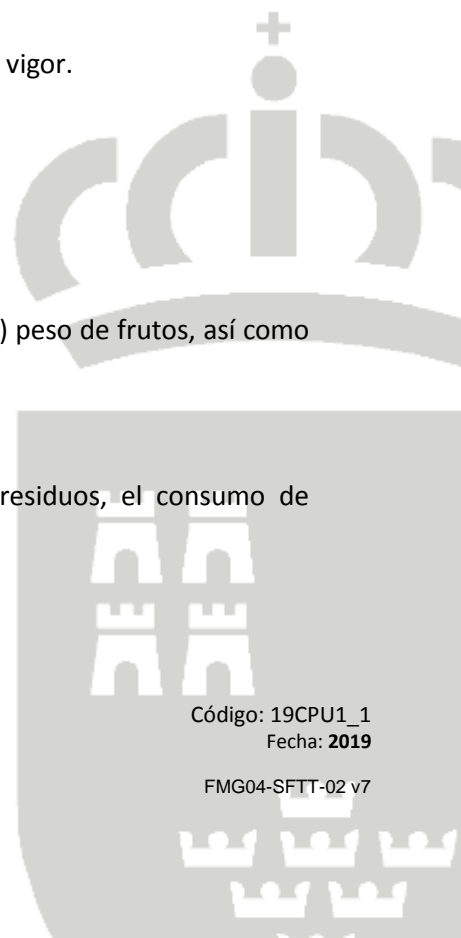 vigor.
) peso de frutos, así como
residuos, el consumo de
Código: 19CPU1_1
Fecha: 2019
FMG04-SFTT-02 v7